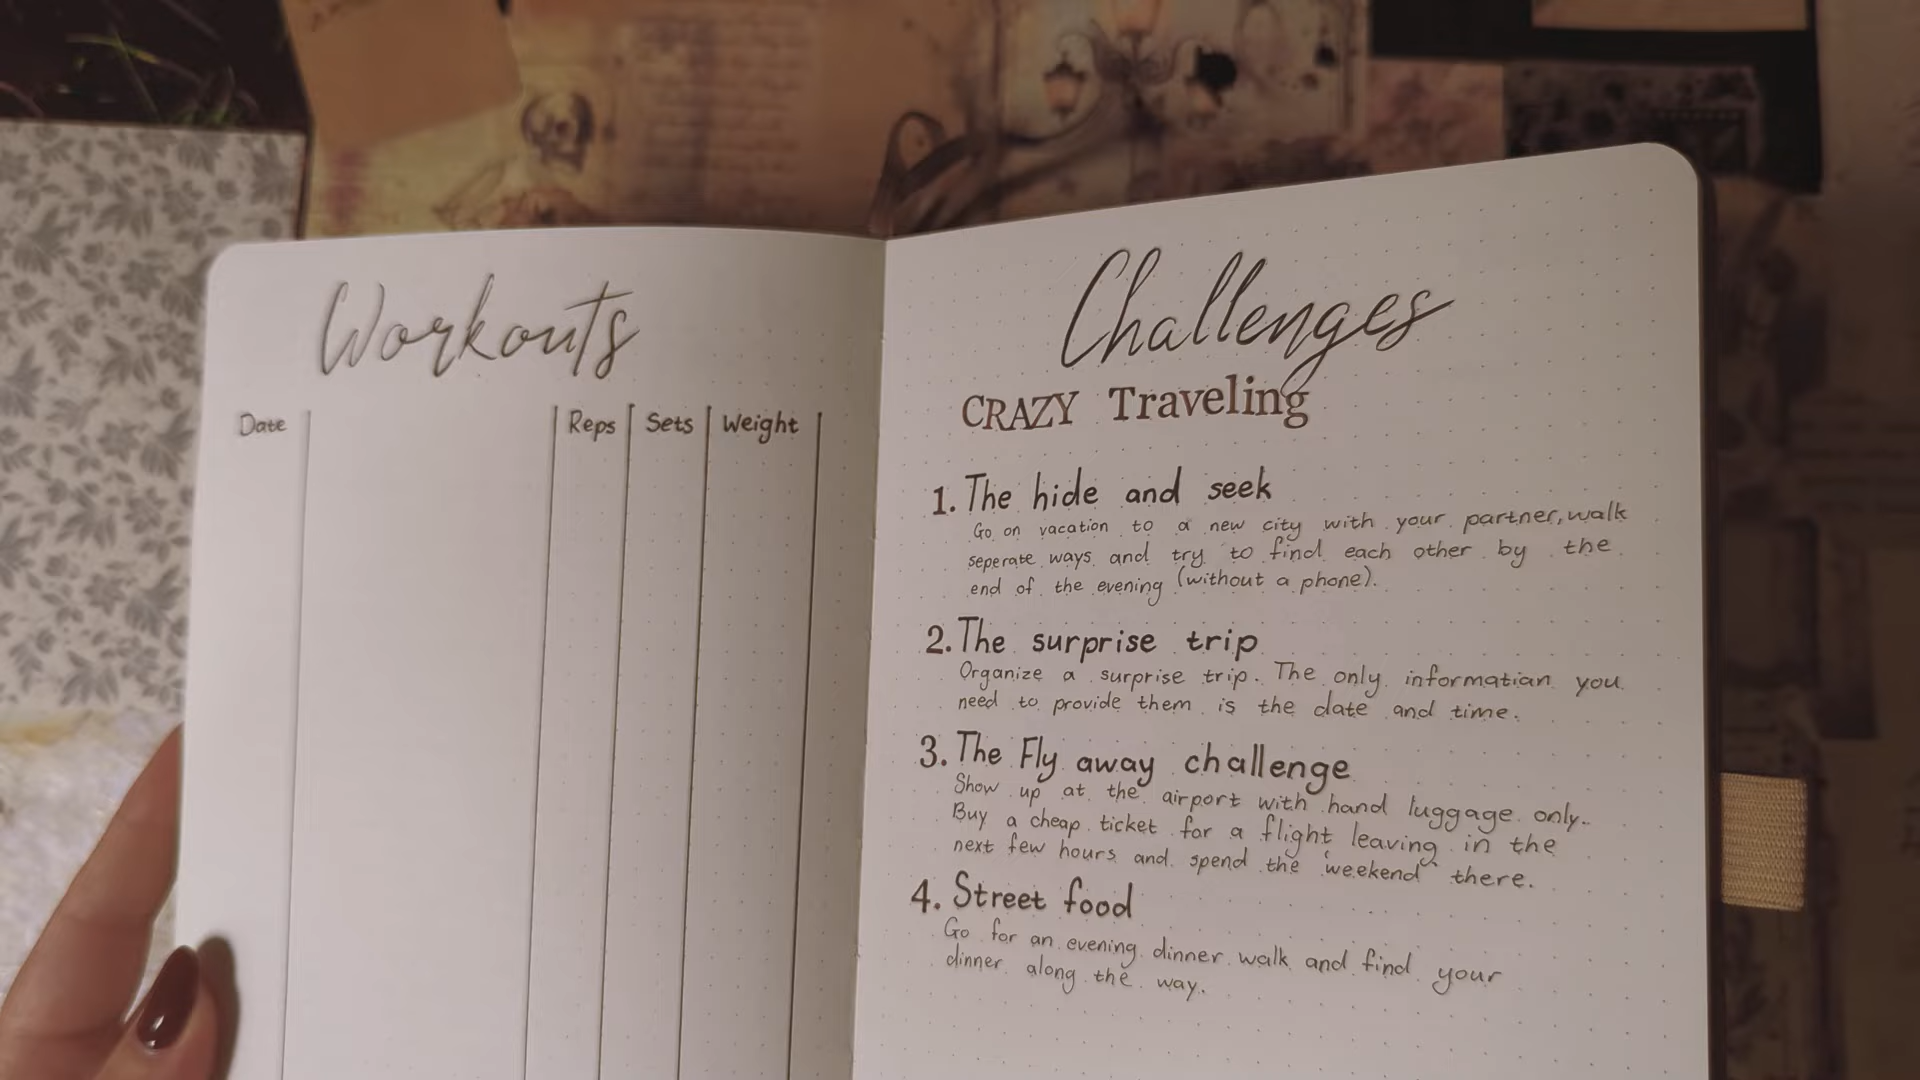 Workouts
Date Reps Sets Weight
Challenges
CRAZY Traveling
1. The hide and seek
Go on vacation to a new city with your partner, walk
seperate ways and try to find each other by the
end of the evening (without a phone).
2. The surprise trip
Organize a surprise trip. The only information you
need to provide them is the date and time.
3. The Fly away challenge
Show up at the airport with hand luggage only.
Buy a cheap ticket for a flight leaving in the
next few hours and spend the "weekend" there.
4. Street food
Go for an evening dinner walk and find your
dinner along the way.